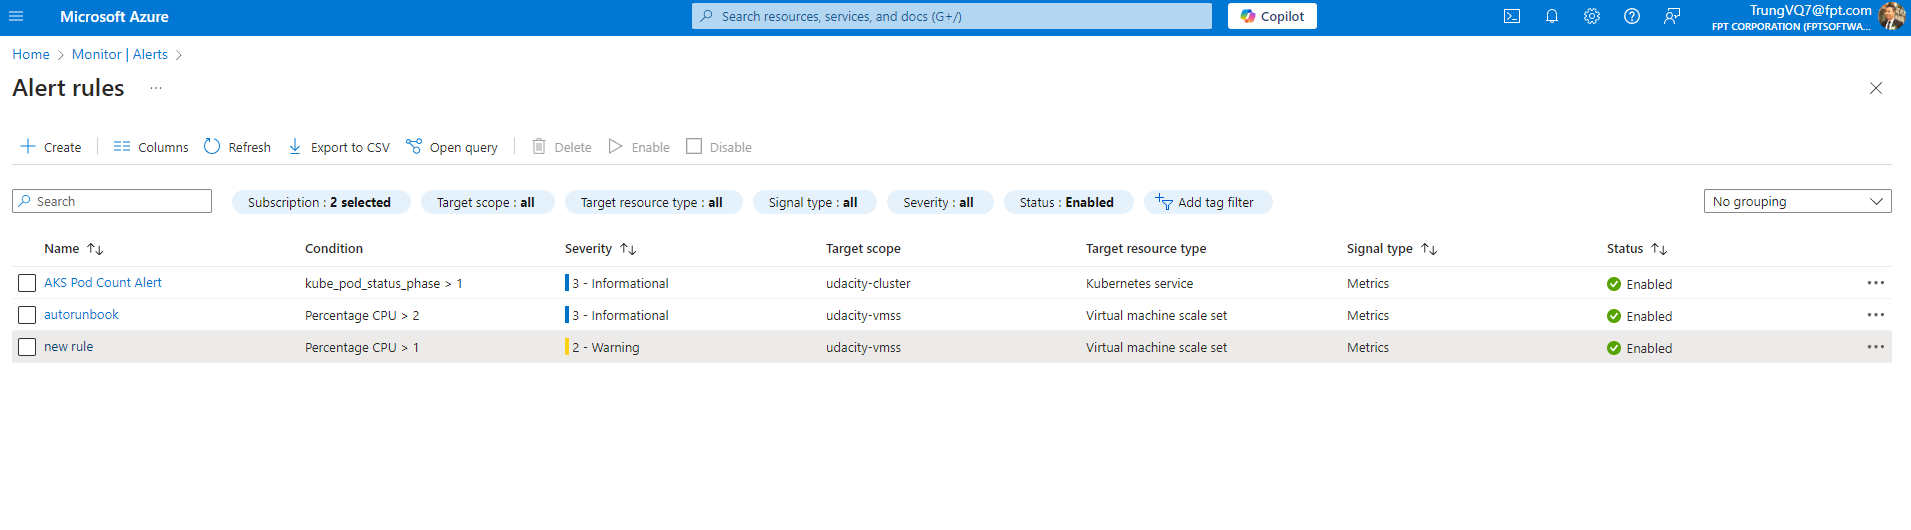 Microsoft Azure
Search resources, services, and docs (G+/)
Copilot
TrungVQ7@fpt.com
FPT CORPORATION (FPTSOFTWA...
Home > Monitor | Alerts >
Alert rules ...
Create
Columns
Refresh
Export to CSV
Open query
Delete
Enable
Disable
Search
Subscription : 2 selected
Target scope : all
Target resource type : all
Signal type : all
Severity : all
Status : Enabled
Add tag filter
No grouping
Name Condition Severity Target scope Target resource type Signal type Status
AKS Pod Count Alert kube_pod_status_phase > 1 3 - Informational udacity-cluster Kubernetes service Metrics Enabled
autorunbook Percentage CPU > 2 3 - Informational udacity-vmss Virtual machine scale set Metrics Enabled
new rule Percentage CPU > 1 2 - Warning udacity-vmss Virtual machine scale set Metrics Enabled